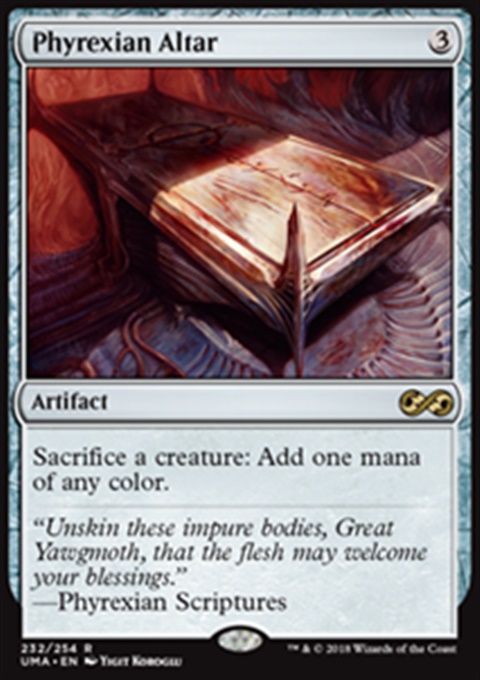 Phyrexian Altar 3
Artifact
Sacrifice a creature: Add one mana
of any color.
“Unskin these impure bodies, Great
Yawgmoth, that the flesh may welcome
your blessings.”
—Phyrexian Scriptures
232/254 R
UMA • EN Yigit Koroglu
™ & © 2018 Wizards of the Coast